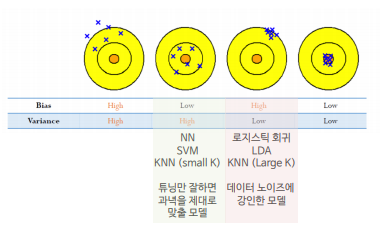 Bias High Low High Low
Variance High High Low Low
NN 로지스틱 회귀
SVM LDA
KNN (small K) KNN (Large K)
튜닝만 잘하면 데이터 노이즈에
과녁을 제대로 강인한 모델
맞출 모델